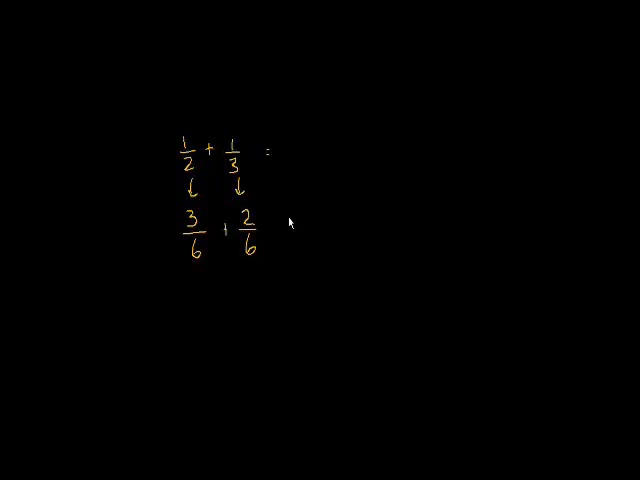 1/2 + 1/3 =
↓ ↓
3/6 + 2/6